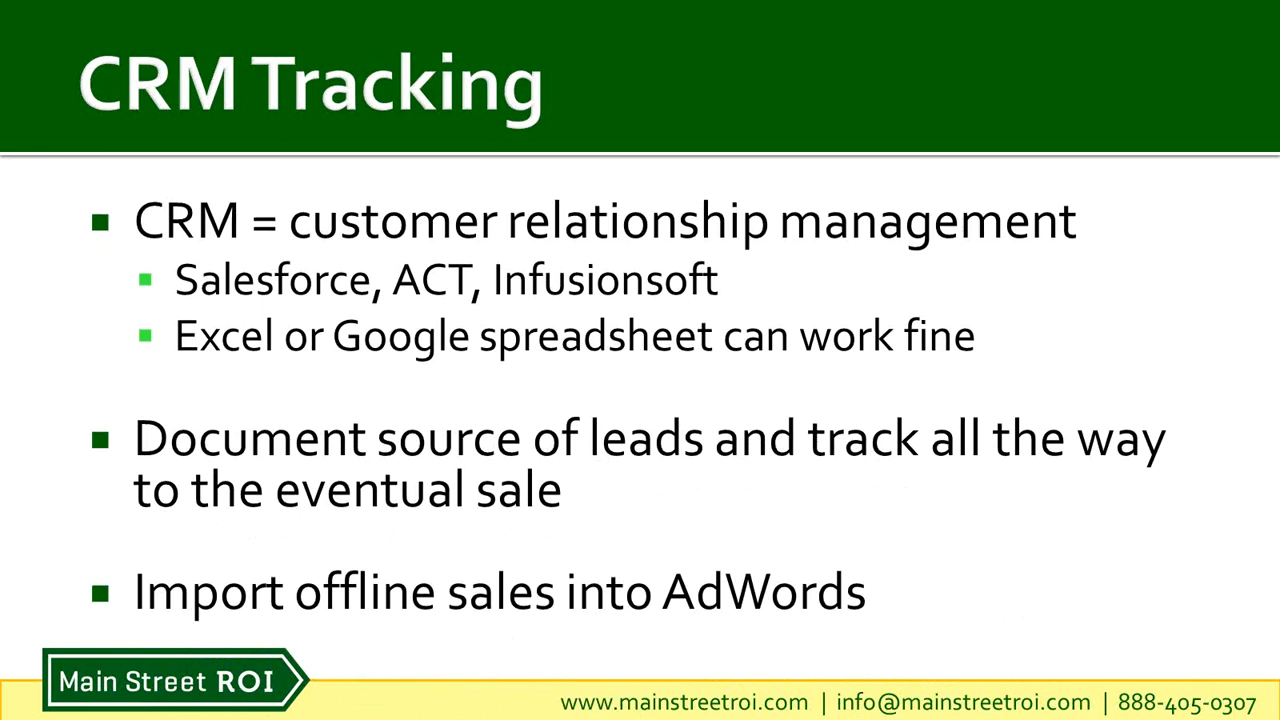 CRM Tracking
CRM = customer relationship management
Salesforce, ACT, Infusionsoft
Excel or Google spreadsheet can work fine
Document source of leads and track all the way
to the eventual sale
Import offline sales into AdWords
Main Street ROI
www.mainstreetroi.com | info@mainstreetroi.com | 888-405-0307